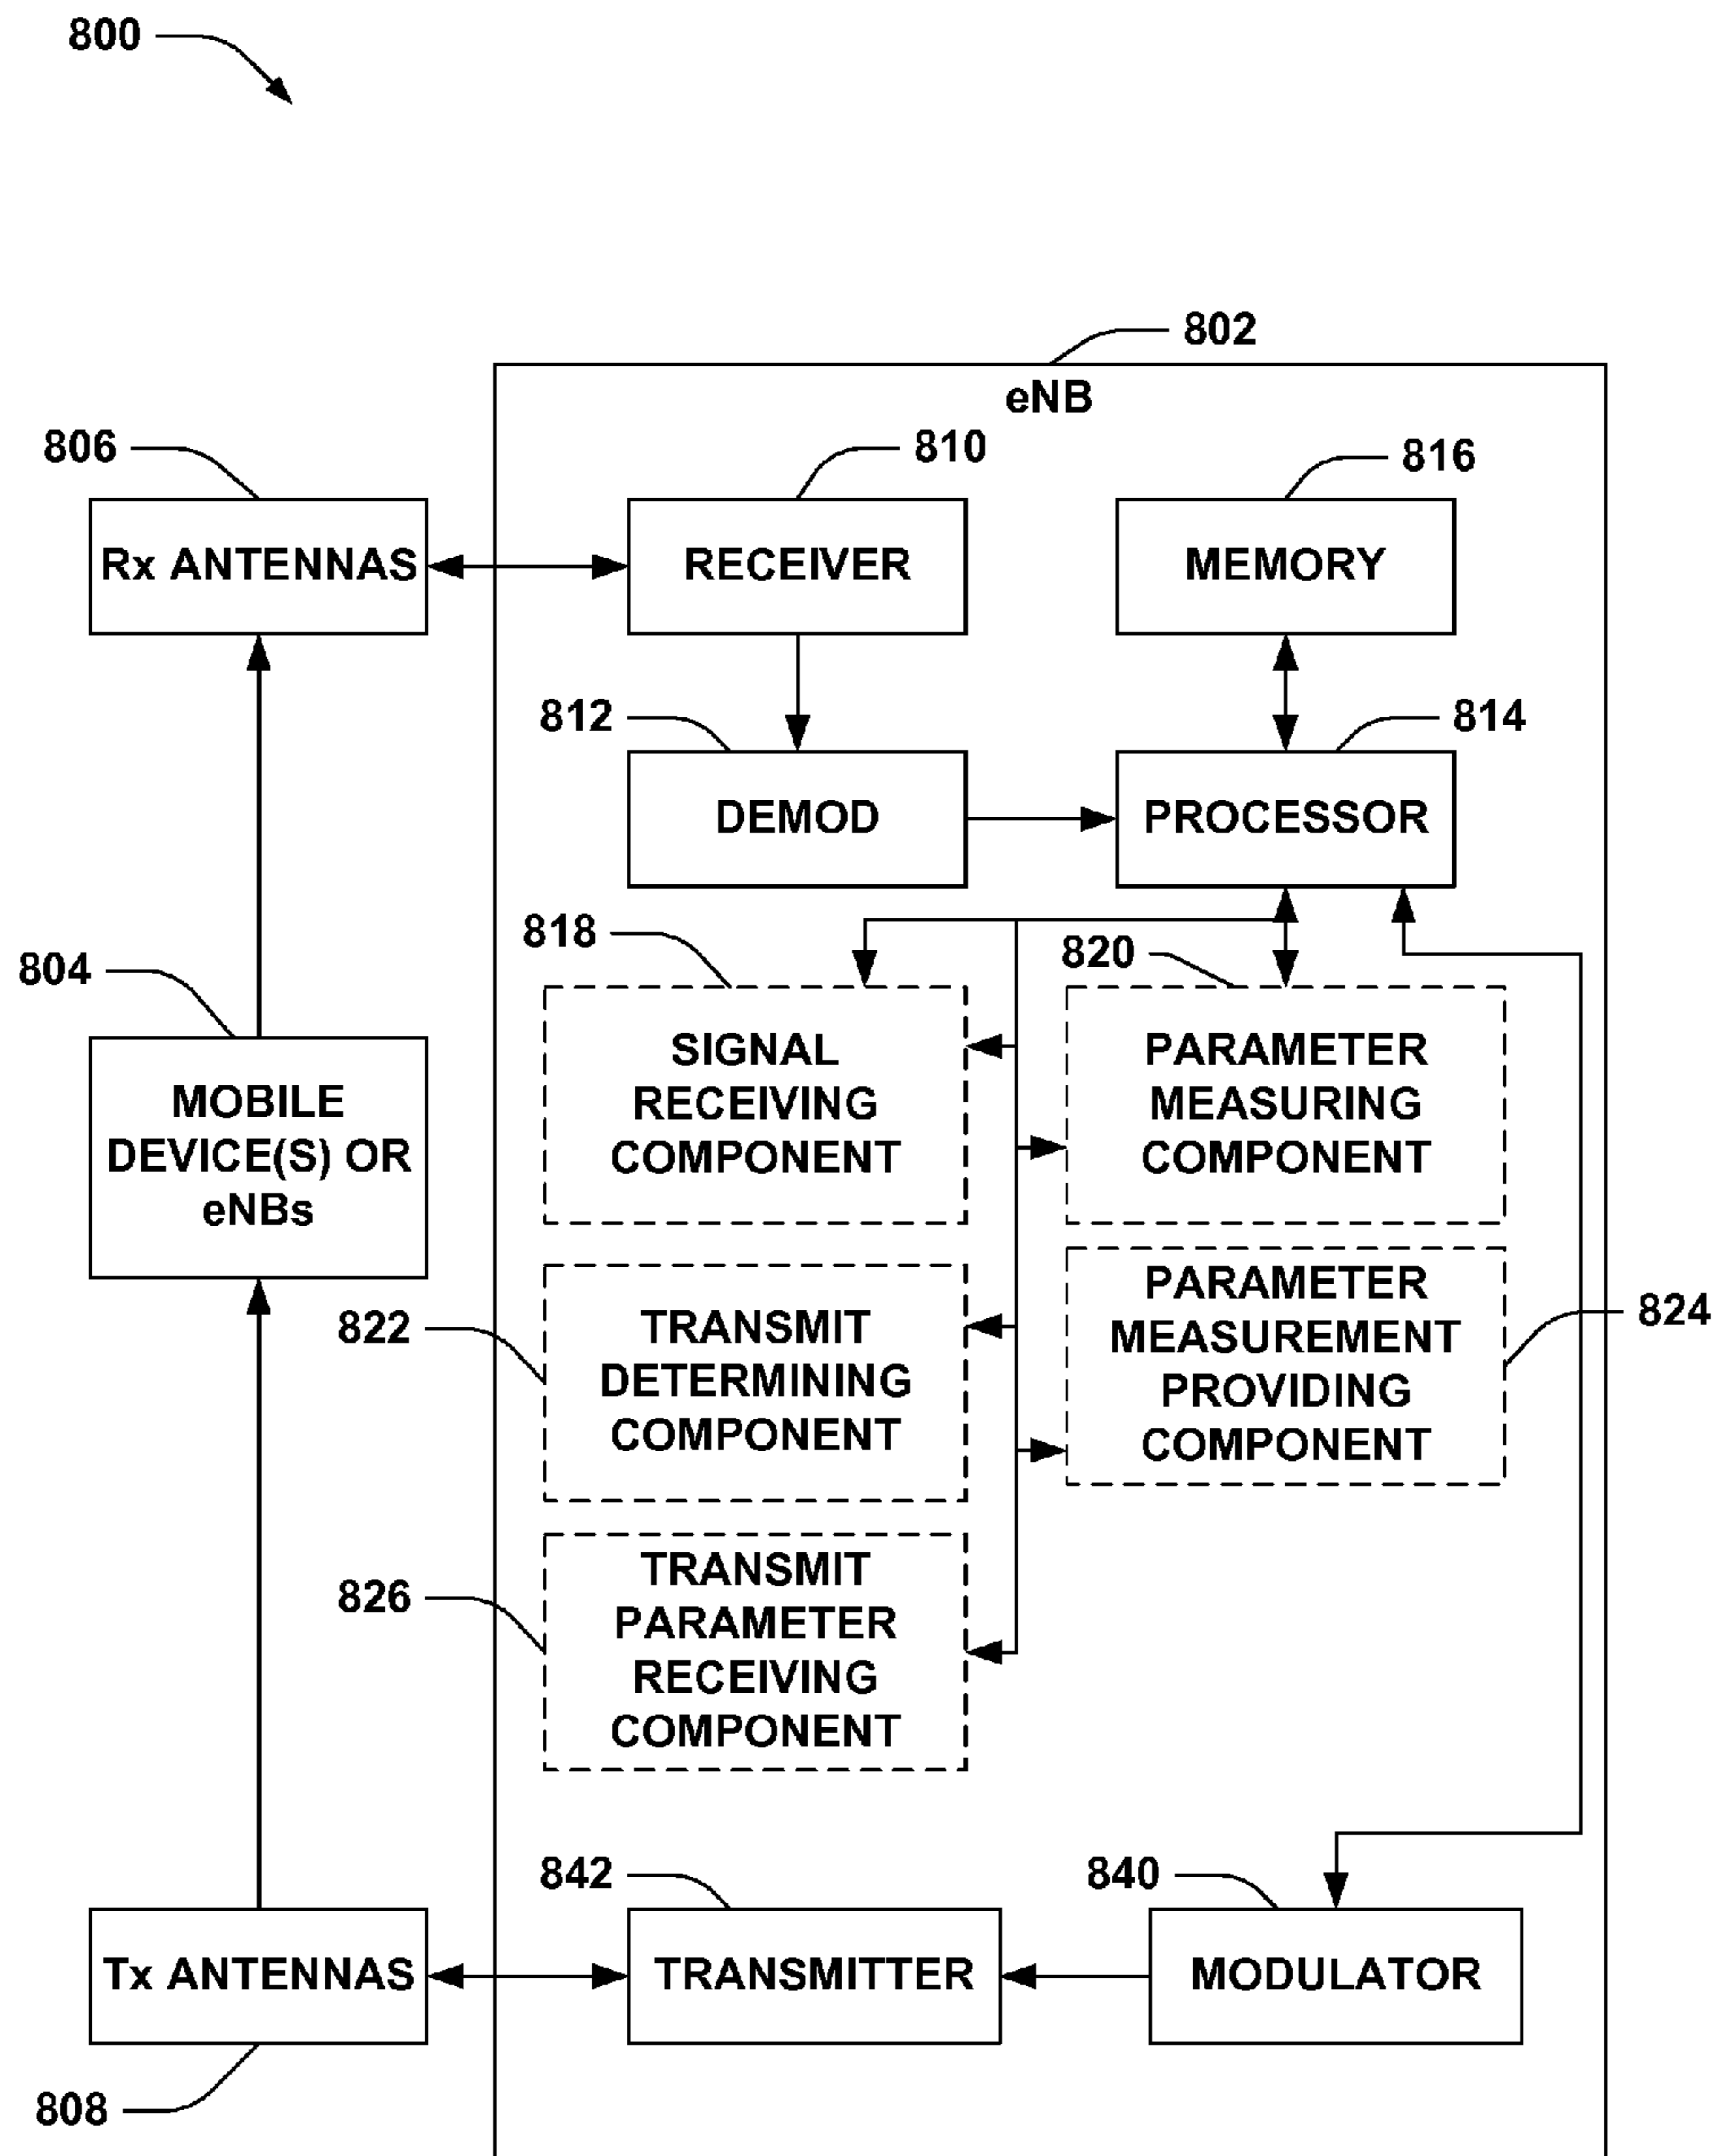 800
802
eNB
806
810
816
Rx ANTENNAS
RECEIVER
MEMORY
812
814
DEMOD
PROCESSOR
818
820
804
SIGNAL
RECEIVING
COMPONENT
PARAMETER
MEASURING
COMPONENT
MOBILE
DEVICE(S) OR
eNBs
822
TRANSMIT
DETERMINING
COMPONENT
PARAMETER
MEASUREMENT
PROVIDING
COMPONENT
824
826
TRANSMIT
PARAMETER
RECEIVING
COMPONENT
842
840
Tx ANTENNAS
TRANSMITTER
MODULATOR
808